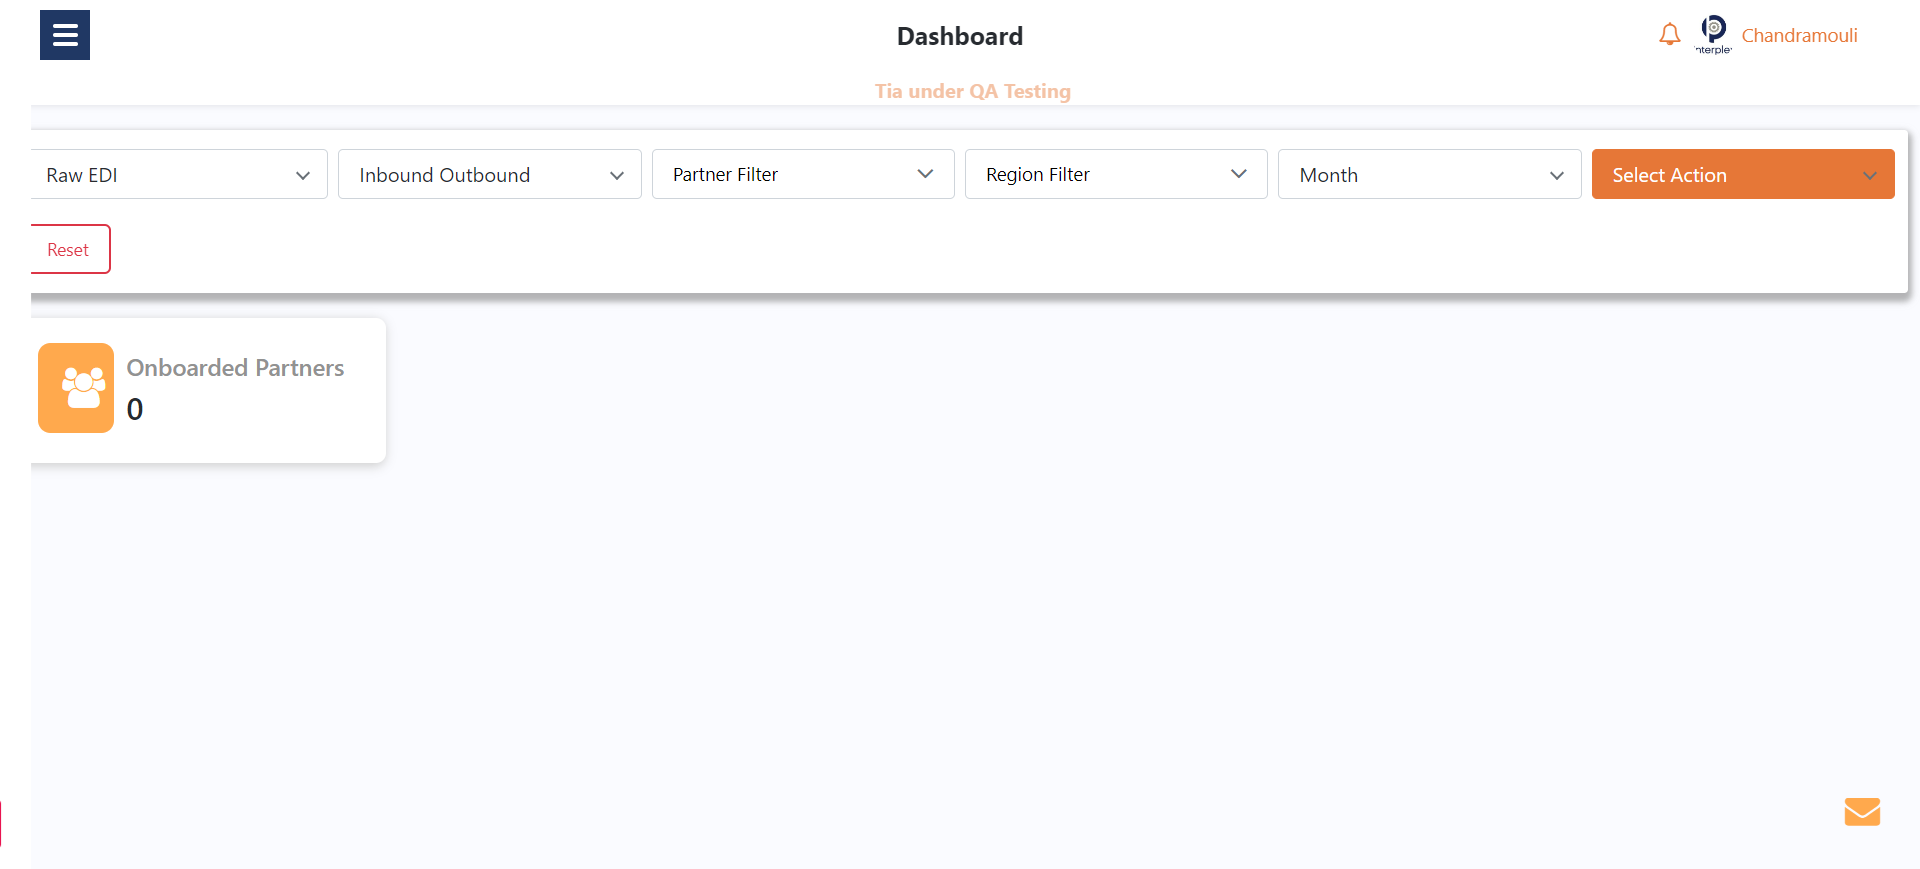 Dashboard
Chandramouli
Tia under QA Testing
Raw EDI
Inbound Outbound
Partner Filter
Region Filter
Month
Select Action
Reset
Onboarded Partners
0